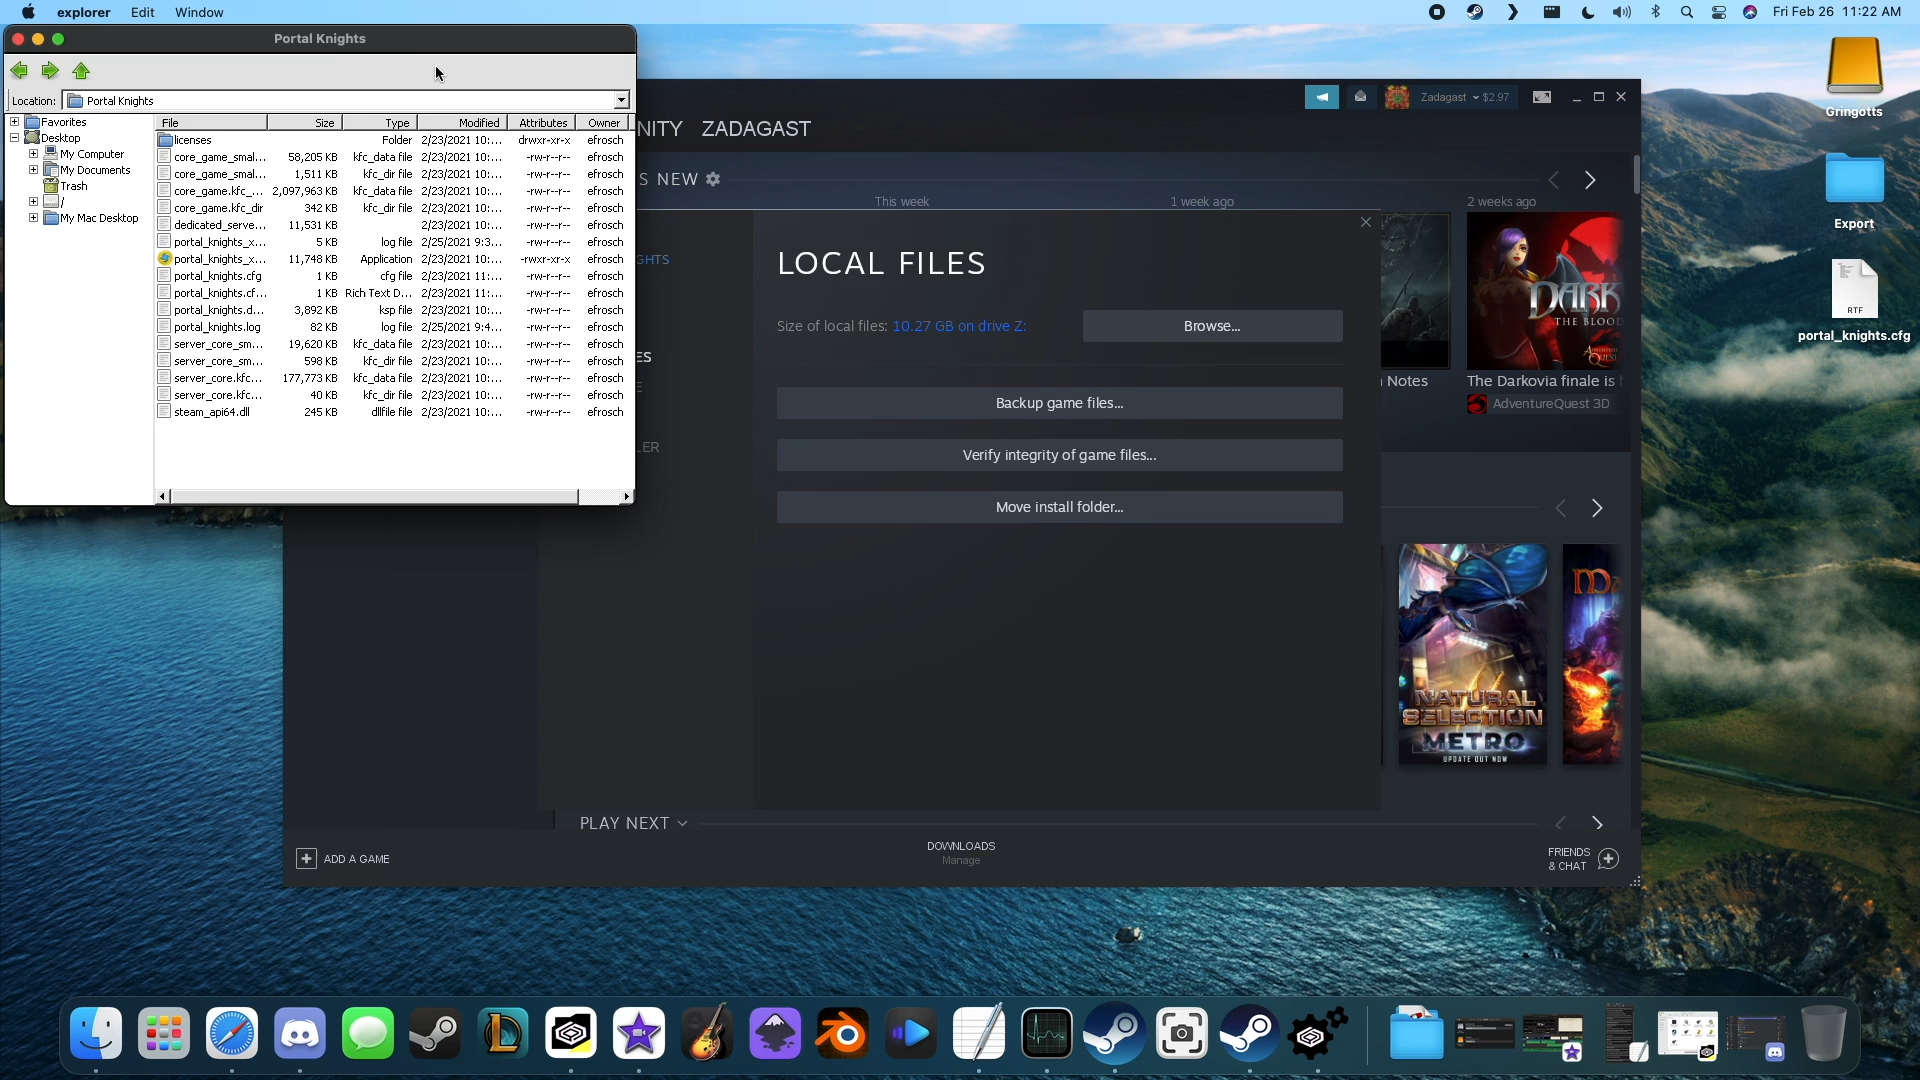 explorer Edit Window
Fri Feb 26 11:22 AM
Portal Knights
Location: Portal Knights
Favorites
Desktop
My Computer
My Documents
Trash
/
My Mac Desktop
File Size Type Modified Attributes Owner
licenses Folder 2/23/2021 10:... drwxr-xr-x efrosch
core_game_smal... 58,205 KB kfc_data file 2/23/2021 10:... -rw-r--r-- efrosch
core_game_smal... 1,511 KB kfc_dir file 2/23/2021 10:... -rw-r--r-- efrosch
core_game.kfc_... 2,097,963 KB kfc_data file 2/23/2021 10:... -rw-r--r-- efrosch
core_game.kfc_dir 342 KB kfc_dir file 2/23/2021 10:... -rw-r--r-- efrosch
dedicated_serve... 11,531 KB 2/23/2021 10:... -rw-r--r-- efrosch
portal_knights_x... 5 KB log file 2/25/2021 9:3... -rw-r--r-- efrosch
portal_knights_x... 11,748 KB Application 2/23/2021 10:... -rwxr-xr-x efrosch
portal_knights.cfg 1 KB cfg file 2/23/2021 11:... -rw-r--r-- efrosch
portal_knights.cf... 1 KB Rich Text D... 2/23/2021 11:... -rw-r--r-- efrosch
portal_knights.d... 3,892 KB ksp file 2/23/2021 10:... -rw-r--r-- efrosch
portal_knights.log 82 KB log file 2/25/2021 9:4... -rw-r--r-- efrosch
server_core_sm... 19,620 KB kfc_data file 2/23/2021 10:... -rw-r--r-- efrosch
server_core_sm... 598 KB kfc_dir file 2/23/2021 10:... -rw-r--r-- efrosch
server_core.kfc... 177,773 KB kfc_data file 2/23/2021 10:... -rw-r--r-- efrosch
server_core.kfc... 40 KB kfc_dir file 2/23/2021 10:... -rw-r--r-- efrosch
steam_api64.dll 245 KB dllfile file 2/23/2021 10:... -rw-r--r-- efrosch
Zadagast $2.97
NITY ZADAGAST
S NEW
This week 1 week ago 2 weeks ago
GHTS
ES
E
LER
LOCAL FILES
Size of local files: 10.27 GB on drive Z:
Browse...
Backup game files...
Verify integrity of game files...
Move install folder...
DARK
THE BLOOD
Notes
The Darkovia finale is
AdventureQuest 3D
NATURAL
SELECTION
METRO
UPDATE OUT NOW
PLAY NEXT
ADD A GAME
DOWNLOADS
Manage
FRIENDS
& CHAT
Gringotts
Export
RTF
portal_knights.cfg